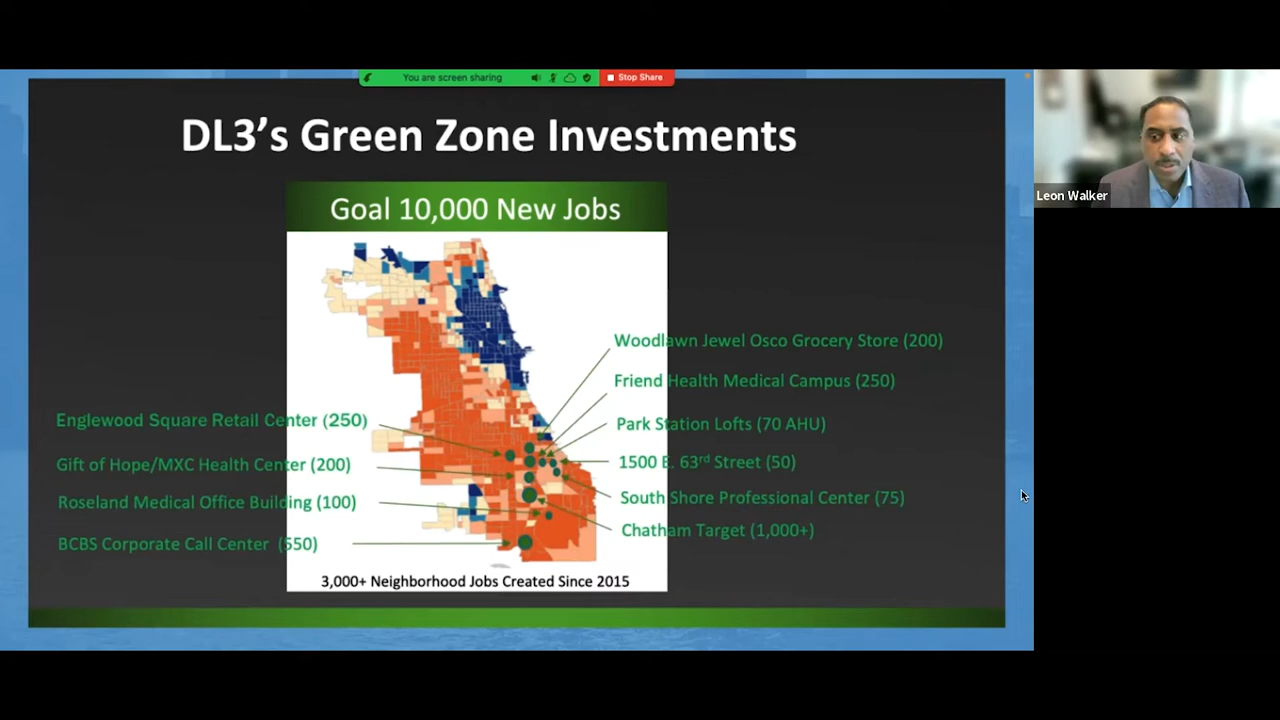 You are screen sharing
Stop Share
DL3's Green Zone Investments
Goal 10,000 New Jobs
Woodlawn Jewel Osco Grocery Store (200)
Friend Health Medical Campus (250)
Park Station Lofts (70 AHU)
1500 E. 63rd Street (50)
South Shore Professional Center (75)
Chatham Target (1,000+)
Englewood Square Retail Center (250)
Gift of Hope/MXC Health Center (200)
Roseland Medical Office Building (100)
BCBS Corporate Call Center (550)
3,000+ Neighborhood Jobs Created Since 2015
Leon Walker